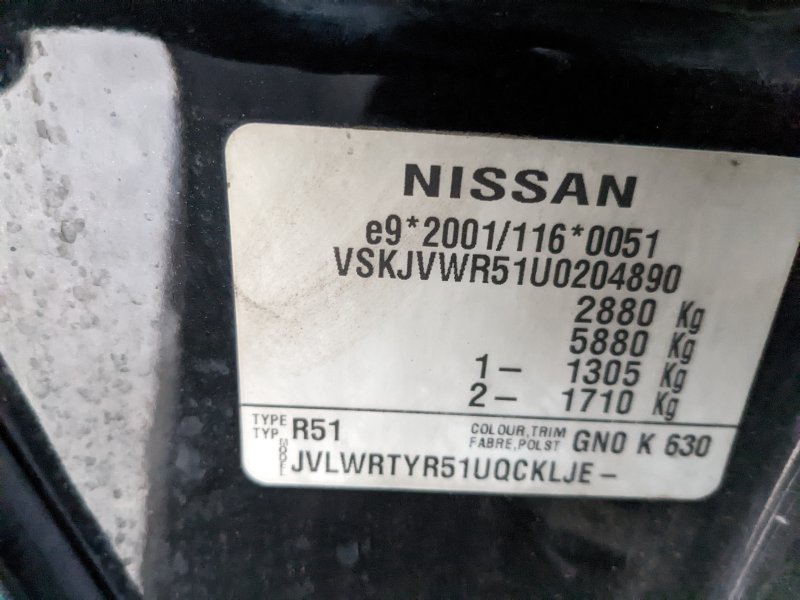 NISSAN
e9*2001/116*0051
VSKJVWR51U0204890
2880 Kg
5880 Kg
1- 1305 Kg
2- 1710 Kg
TYPE
TYP R51
COLOUR,TRIM
FABRE,POLST GN0 K 630
MODEL JVLWRTYR51UQCKLJE-